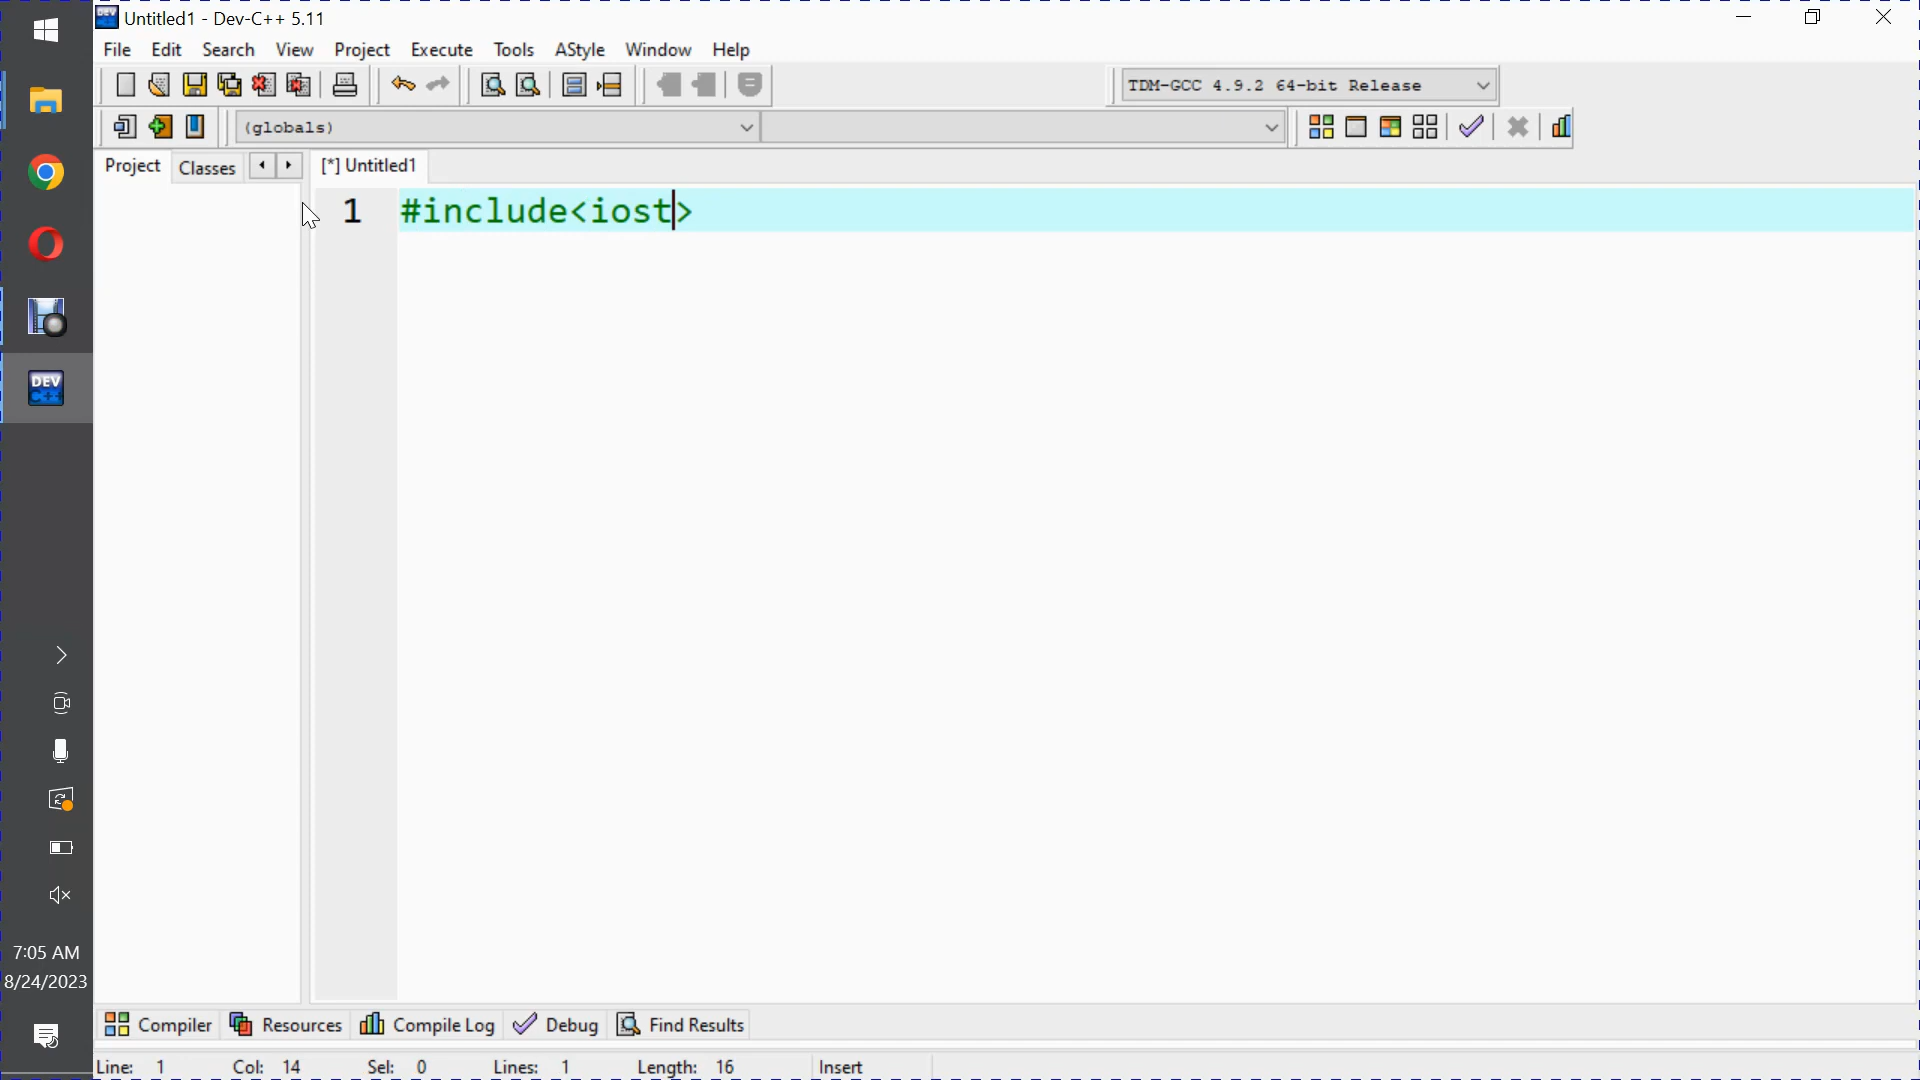 Untitled1 - Dev-C++ 5.11
File Edit Search View Project Execute Tools AStyle Window Help
TDM-GCC 4.9.2 64-bit Release
(globals)
Project Classes [*] Untitled1
1 #include<iost>
DEV C++
7:05 AM
8/24/2023
Compiler Resources Compile Log Debug Find Results
Line: 1 Col: 14 Sel: 0 Lines: 1 Length: 16 Insert